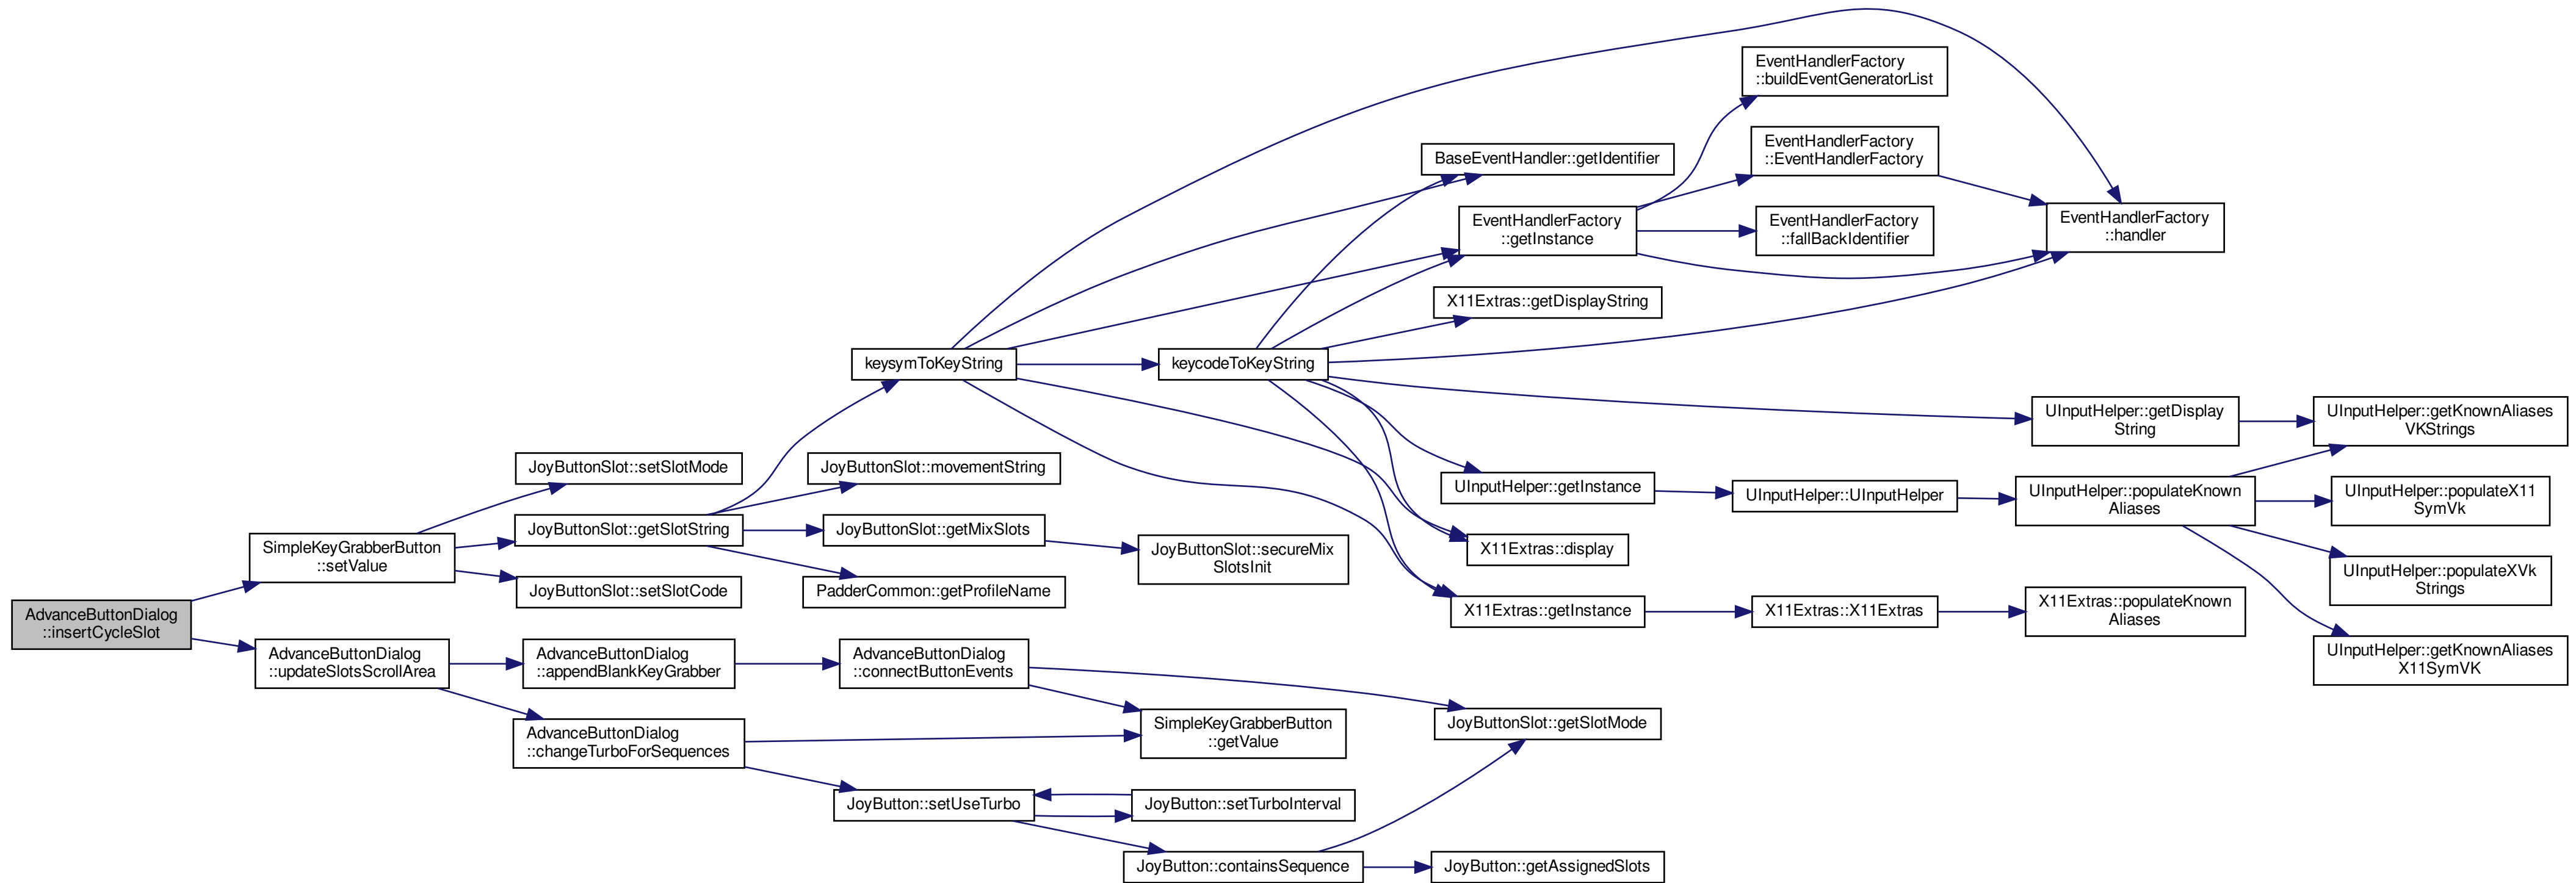 AdvanceButtonDialog
::insertCycleSlot
SimpleKeyGrabberButton
::setValue
JoyButtonSlot::setSlotMode
JoyButtonSlot::getSlotString
JoyButtonSlot::setSlotCode
AdvanceButtonDialog
::updateSlotsScrollArea
AdvanceButtonDialog
::appendBlankKeyGrabber
AdvanceButtonDialog
::changeTurboForSequences
keysymToKeyString
JoyButtonSlot::movementString
JoyButtonSlot::getMixSlots
PadderCommon::getProfileName
JoyButtonSlot::secureMix
SlotsInit
AdvanceButtonDialog
::connectButtonEvents
SimpleKeyGrabberButton
::getValue
JoyButton::setUseTurbo
JoyButton::setTurboInterval
JoyButton::containsSequence
JoyButtonSlot::getSlotMode
JoyButton::getAssignedSlots
keycodeToKeyString
BaseEventHandler::getIdentifier
EventHandlerFactory
::getInstance
X11Extras::getDisplayString
UInputHelper::getInstance
X11Extras::display
X11Extras::getInstance
EventHandlerFactory
::buildEventGeneratorList
EventHandlerFactory
::EventHandlerFactory
EventHandlerFactory
::fallBackIdentifier
EventHandlerFactory
::handler
UInputHelper::UInputHelper
X11Extras::X11Extras
UInputHelper::getDisplay
String
UInputHelper::populateKnown
Aliases
X11Extras::populateKnown
Aliases
UInputHelper::getKnownAliases
VKStrings
UInputHelper::populateX11
SymVk
UInputHelper::populateXVk
Strings
UInputHelper::getKnownAliases
X11SymVK